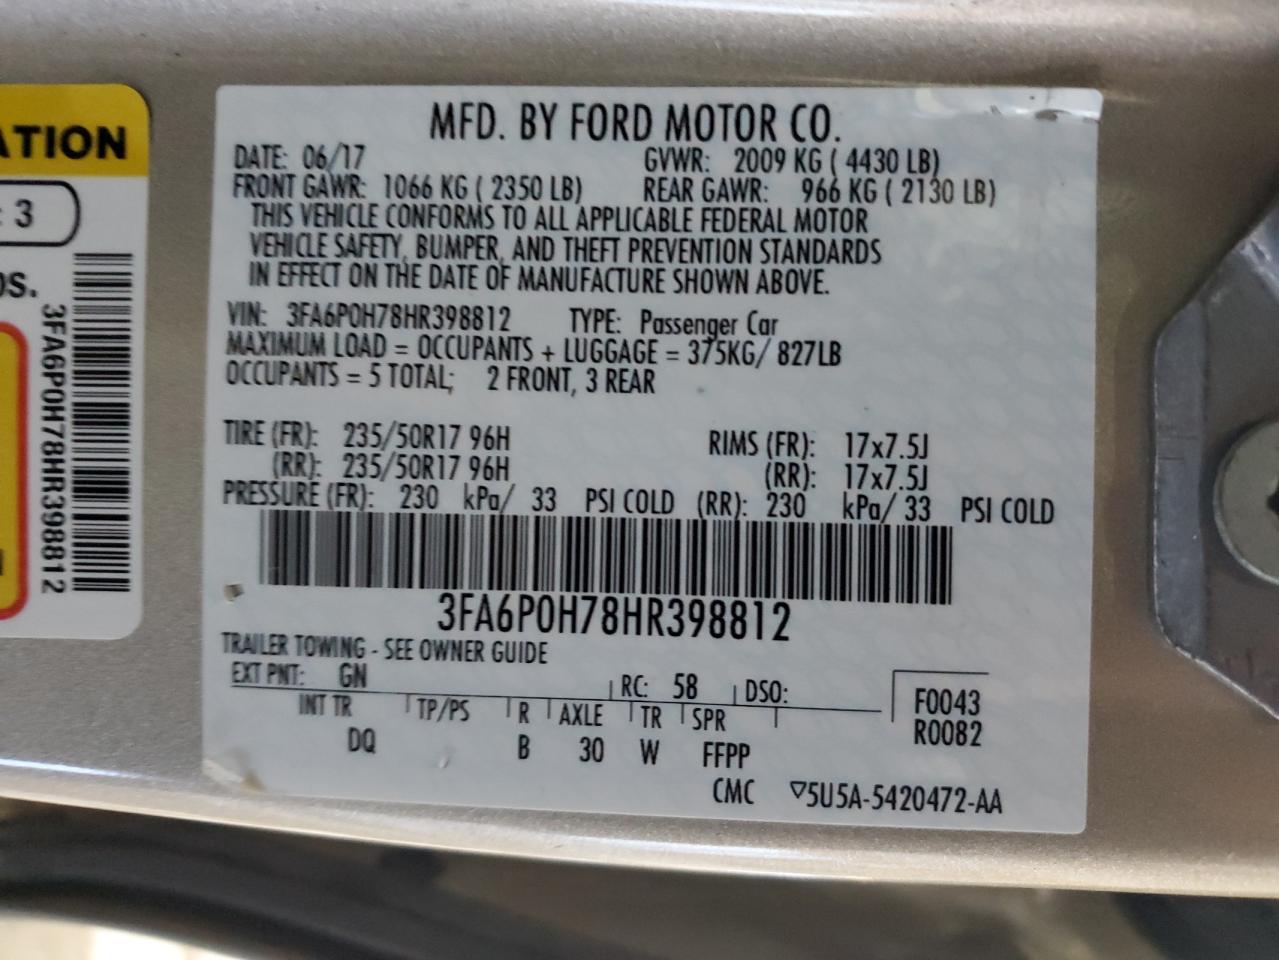 ATION
: 3
OS.
3FA6P0H78HR398812
MFD. BY FORD MOTOR CO.
DATE: 06/17 GVWR: 2009 KG ( 4430 LB)
FRONT GAWR: 1066 KG ( 2350 LB) REAR GAWR: 966 KG ( 2130 LB)
THIS VEHICLE CONFORMS TO ALL APPLICABLE FEDERAL MOTOR
VEHICLE SAFETY, BUMPER, AND THEFT PREVENTION STANDARDS
IN EFFECT ON THE DATE OF MANUFACTURE SHOWN ABOVE.
VIN: 3FA6P0H78HR398812 TYPE: Passenger Car
MAXIMUM LOAD = OCCUPANTS + LUGGAGE = 375KG/ 827LB
OCCUPANTS = 5 TOTAL; 2 FRONT, 3 REAR
TIRE (FR): 235/50R17 96H RIMS (FR): 17x7.5J
(RR): 235/50R17 96H (RR): 17x7.5J
PRESSURE (FR): 230 kPa/ 33 PSI COLD (RR): 230 kPa/ 33 PSI COLD
3FA6P0H78HR398812
TRAILER TOWING - SEE OWNER GUIDE
EXT PNT: GN RC: 58 DSO: F0043
INT TR TP/PS R AXLE TR SPR R0082
DQ B 30 W FFPP
CMC ▽5U5A-5420472-AA